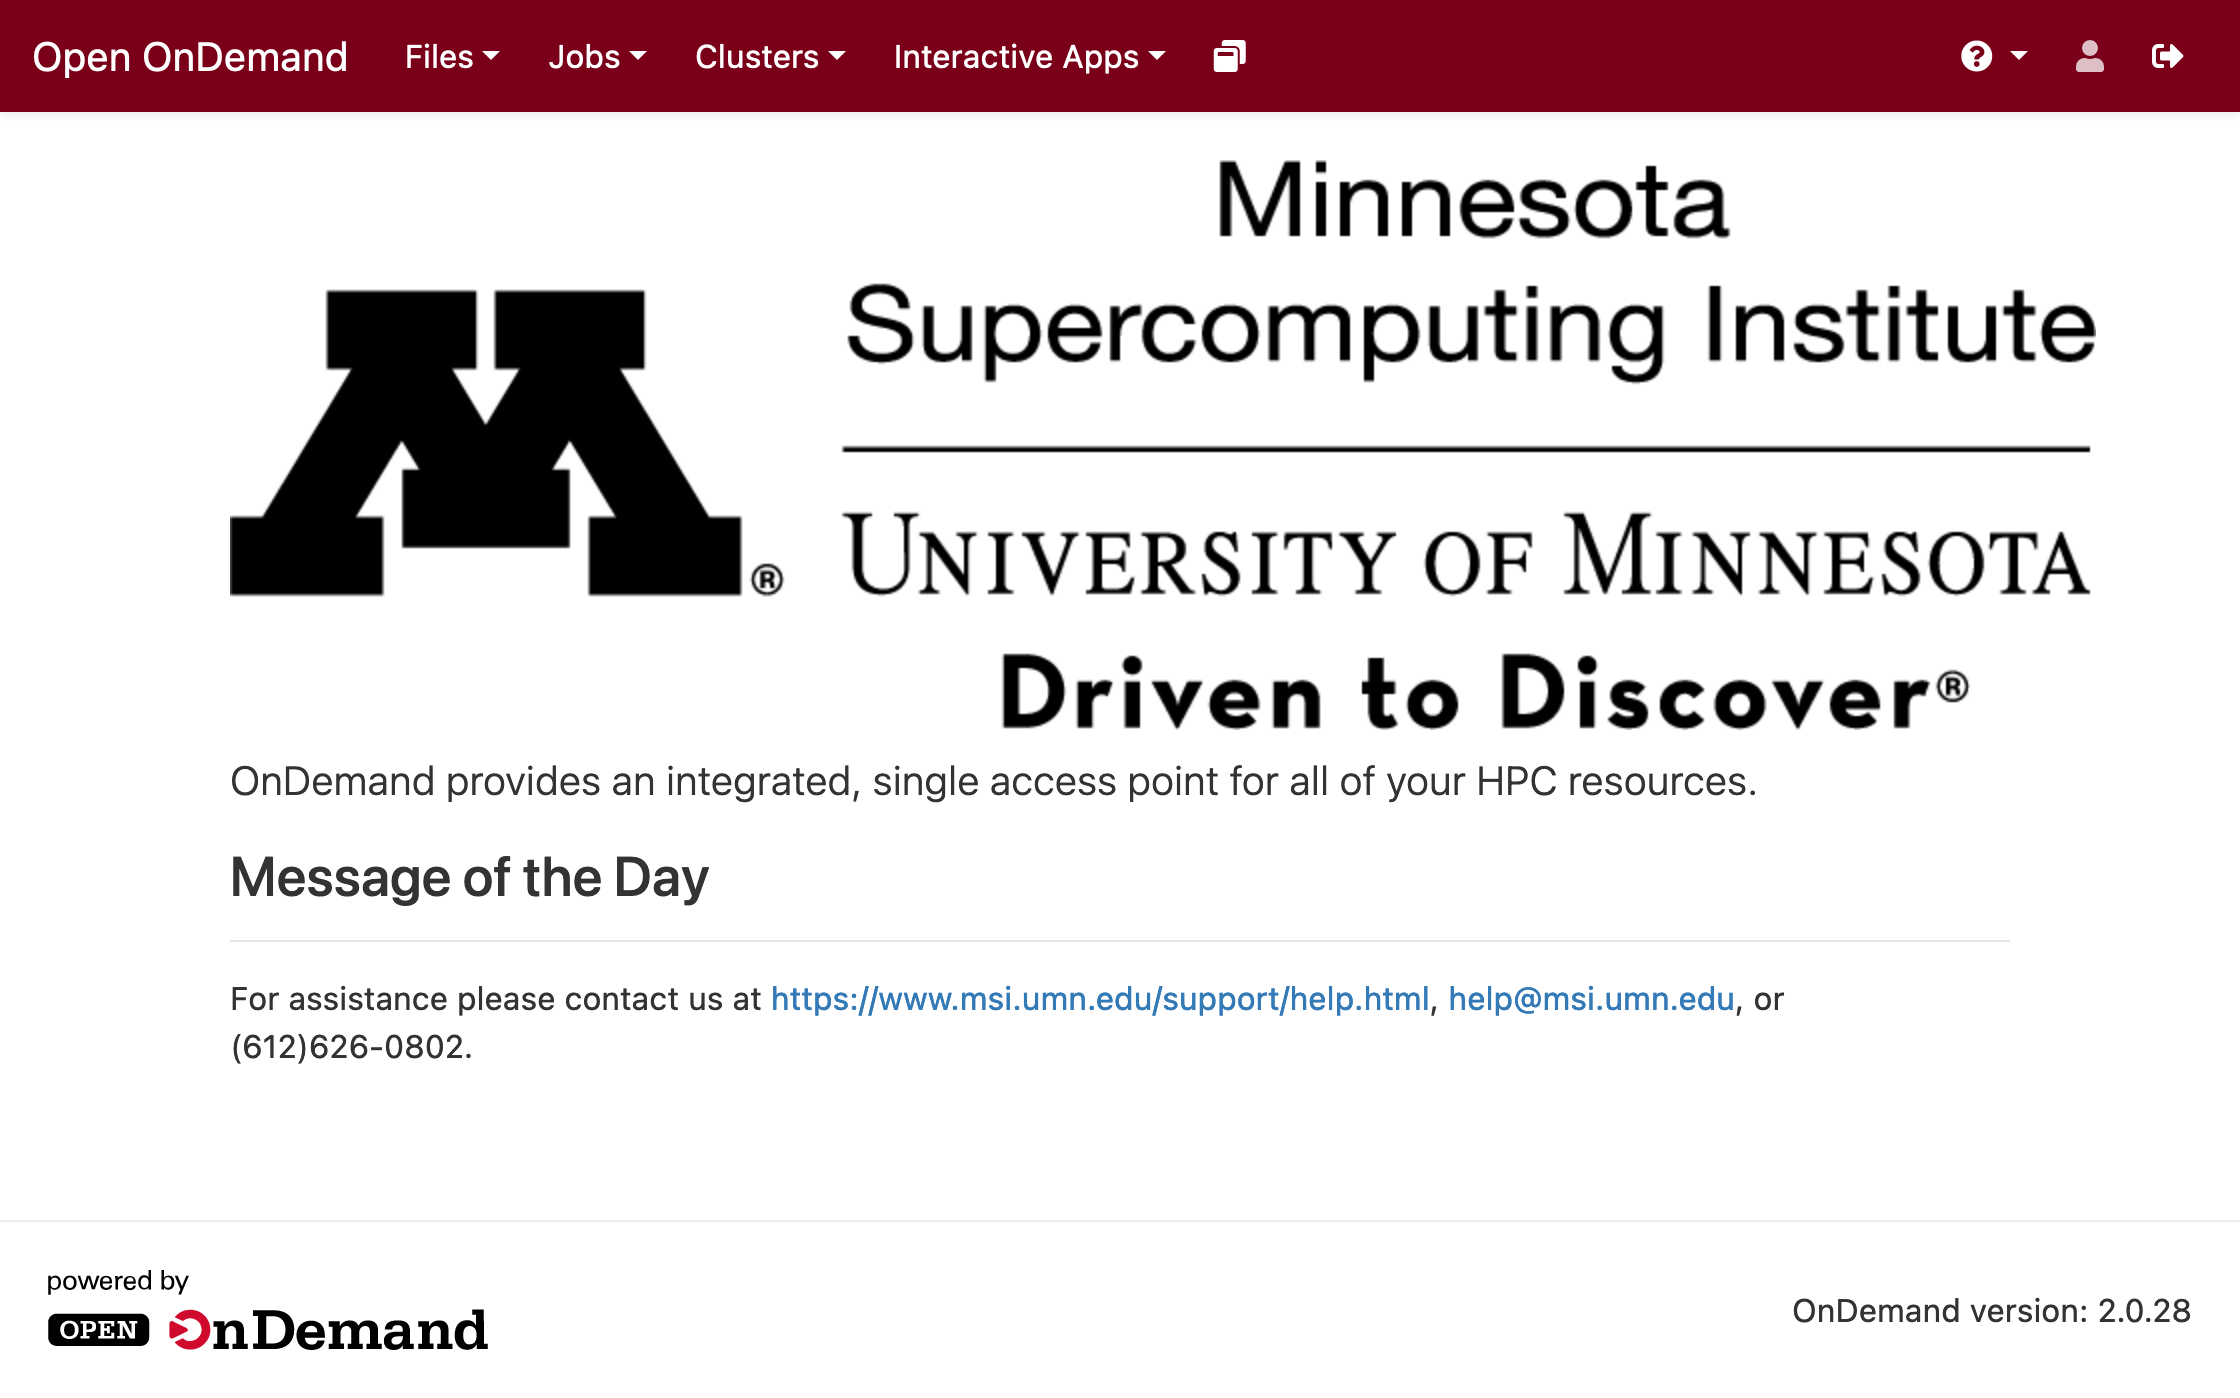 Open OnDemand Files Jobs Clusters Interactive Apps
Minnesota
Supercomputing Institute
M®
UNIVERSITY OF MINNESOTA
Driven to Discover®
OnDemand provides an integrated, single access point for all of your HPC resources.
Message of the Day
For assistance please contact us at https://www.msi.umn.edu/support/help.html, help@msi.umn.edu, or
(612)626-0802.
powered by
OPEN OnDemand
OnDemand version: 2.0.28